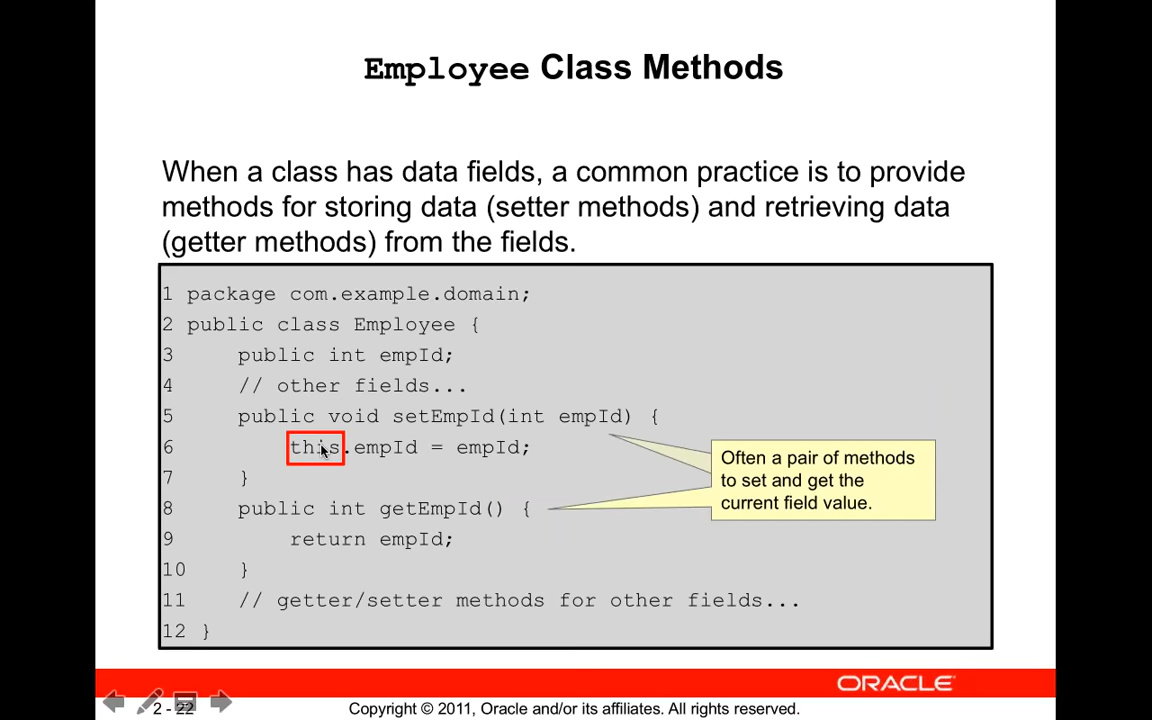 Employee Class Methods
When a class has data fields, a common practice is to provide
methods for storing data (setter methods) and retrieving data
(getter methods) from the fields.
1 package com.example.domain;
2 public class Employee {
3     public int empId;
4     // other fields...
5     public void setEmpId(int empId) {
6         this.empId = empId;
7     }
8     public int getEmpId() {
9         return empId;
10     }
11     // getter/setter methods for other fields...
12 }
Often a pair of methods
to set and get the
current field value.
ORACLE
2 - 22
Copyright © 2011, Oracle and/or its affiliates. All rights reserved.